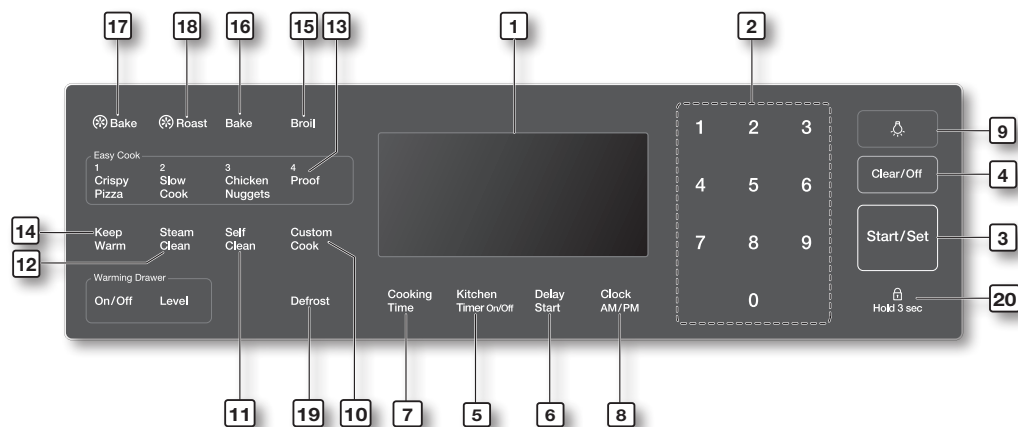 17 18 16 15 13 1 2
Bake Roast Bake Broil
1 2 3
9
Easy Cook
1 2 3 4
Crispy Slow Chicken Proof
Pizza Cook Nuggets
Clear/Off
4
4 5 6
14
Keep Steam Self Custom
Warm Clean Clean Cook
12
7 8 9
Start/Set
3
Warming Drawer
On/Off Level
Defrost
Cooking Kitchen Delay Clock
Time Timer On/Off Start AM/PM
0
Hold 3 sec
20
11 19 10 7 5 6 8